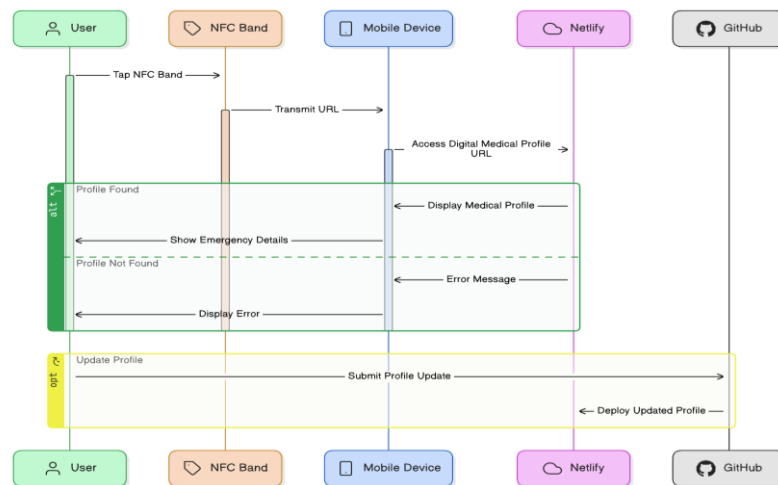 User NFC Band Mobile Device Netlify GitHub
Tap NFC Band
Transmit URL
Access Digital Medical Profile
URL
alt
Profile Found
Display Medical Profile
Show Emergency Details
Profile Not Found
Error Message
Display Error
opt
Update Profile
Submit Profile Update
Deploy Updated Profile
User NFC Band Mobile Device Netlify GitHub